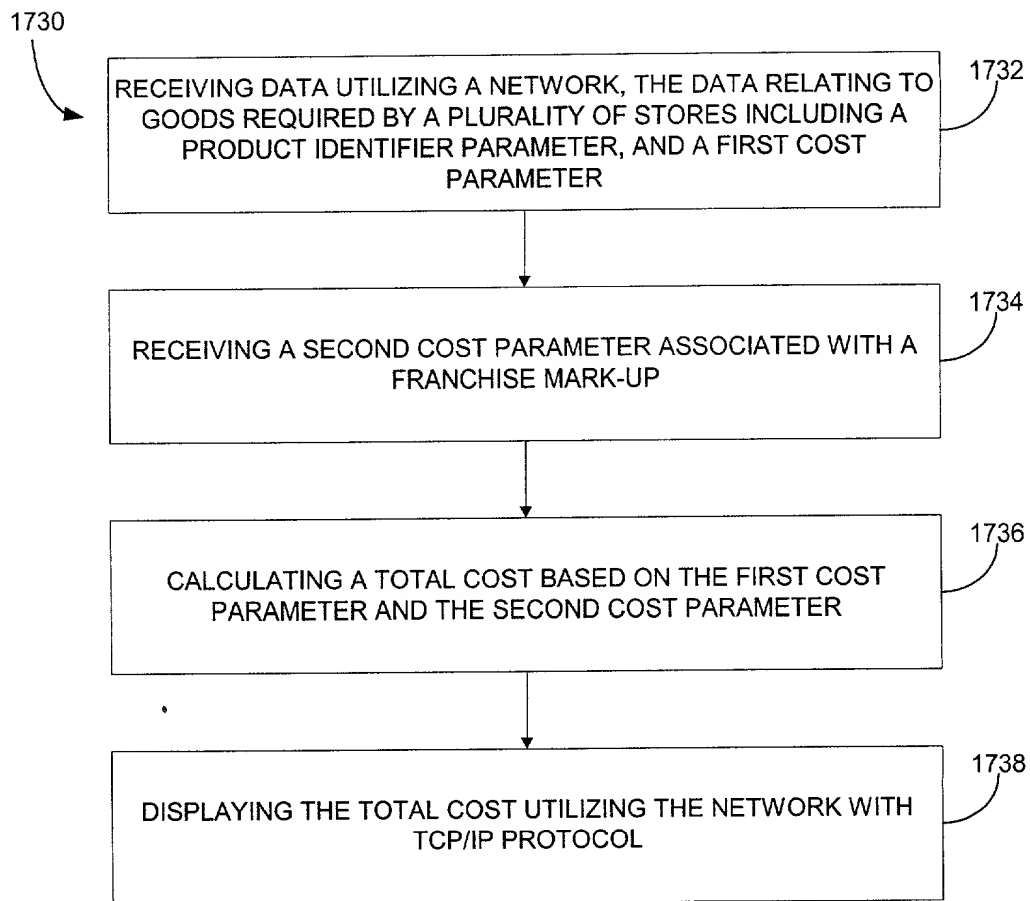 1730
1732
RECEIVING DATA UTILIZING A NETWORK, THE DATA RELATING TO
GOODS REQUIRED BY A PLURALITY OF STORES INCLUDING A
PRODUCT IDENTIFIER PARAMETER, AND A FIRST COST
PARAMETER
1734
RECEIVING A SECOND COST PARAMETER ASSOCIATED WITH A
FRANCHISE MARK-UP
1736
CALCULATING A TOTAL COST BASED ON THE FIRST COST
PARAMETER AND THE SECOND COST PARAMETER
1738
DISPLAYING THE TOTAL COST UTILIZING THE NETWORK WITH
TCP/IP PROTOCOL